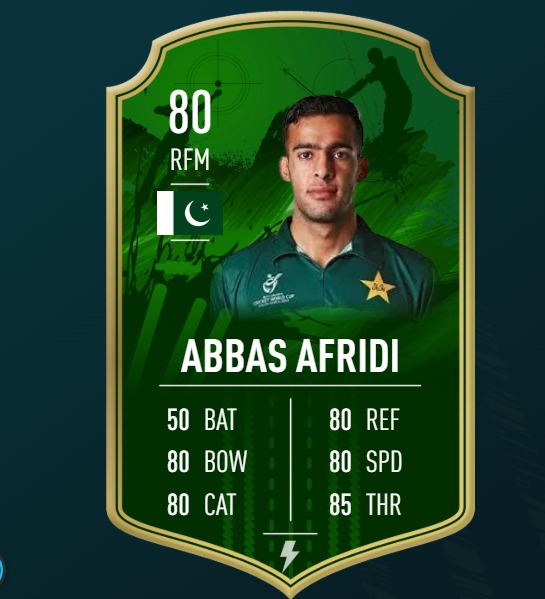 80
RFM
ABBAS AFRIDI
50 BAT
80 REF
80 BOW
80 SPD
80 CAT
85 THR